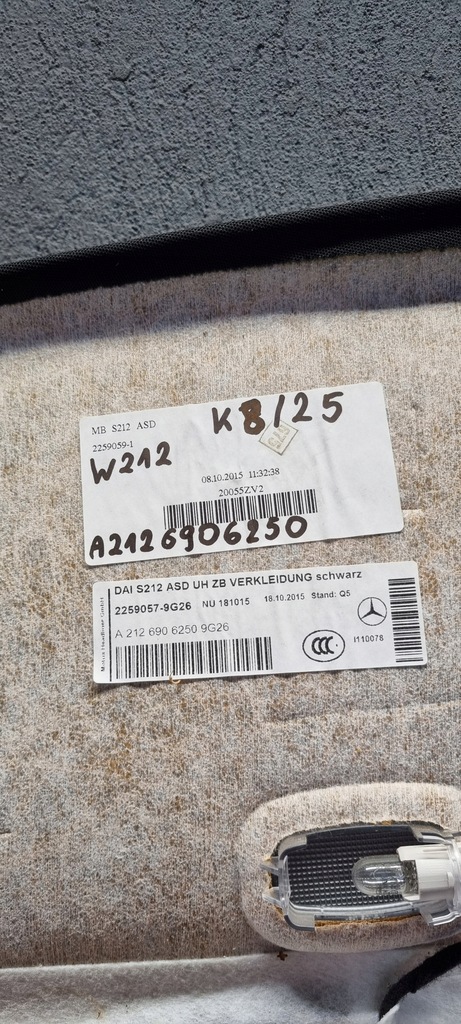 MB S212 ASD
K8/25
2259059-1
W212
08.10.2015 11:32:38
20055ZV2
A2126906250
DAI S212 ASD UH ZB VERKLEIDUNG schwarz
2259057-9G26 NU 181015 18.10.2015 Stand: Q5
A 212 690 6250 9G26
CCC
I110078